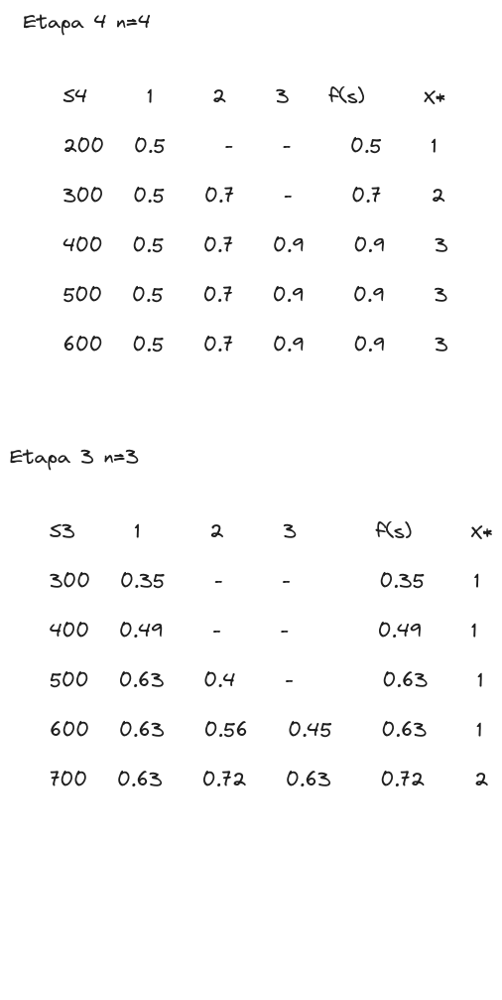 Etapa 4 n=4
S4 1 2 3 f(s) X*
200 0.5 - - 0.5 1
300 0.5 0.7 - 0.7 2
400 0.5 0.7 0.9 0.9 3
500 0.5 0.7 0.9 0.9 3
600 0.5 0.7 0.9 0.9 3
Etapa 3 n=3
S3 1 2 3 f(s) X*
300 0.35 - - 0.35 1
400 0.49 - - 0.49 1
500 0.63 0.4 - 0.63 1
600 0.63 0.56 0.45 0.63 1
700 0.63 0.72 0.63 0.72 2